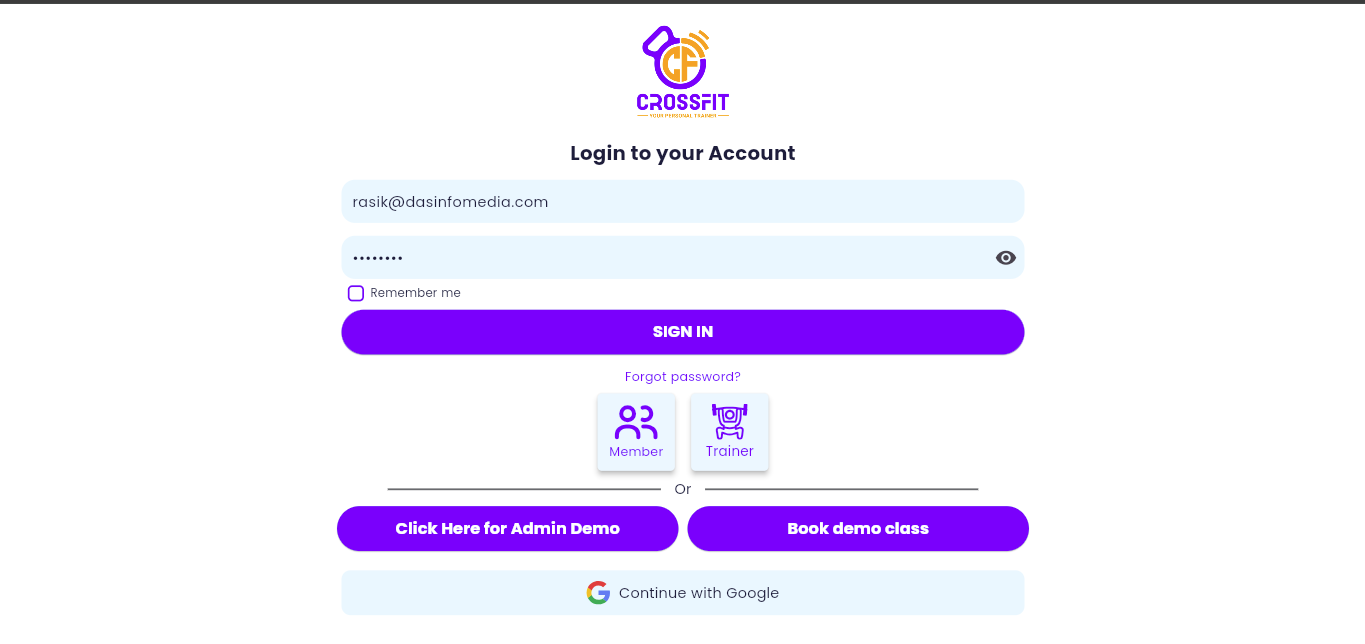 CF
CROSSFIT
YOUR PERSONAL TRAINER
Login to your Account
rasik@dasinfomedia.com
••••••••
Remember me
SIGN IN
Forgot password?
Member Trainer
Or
Click Here for Admin Demo Book demo class
Continue with Google